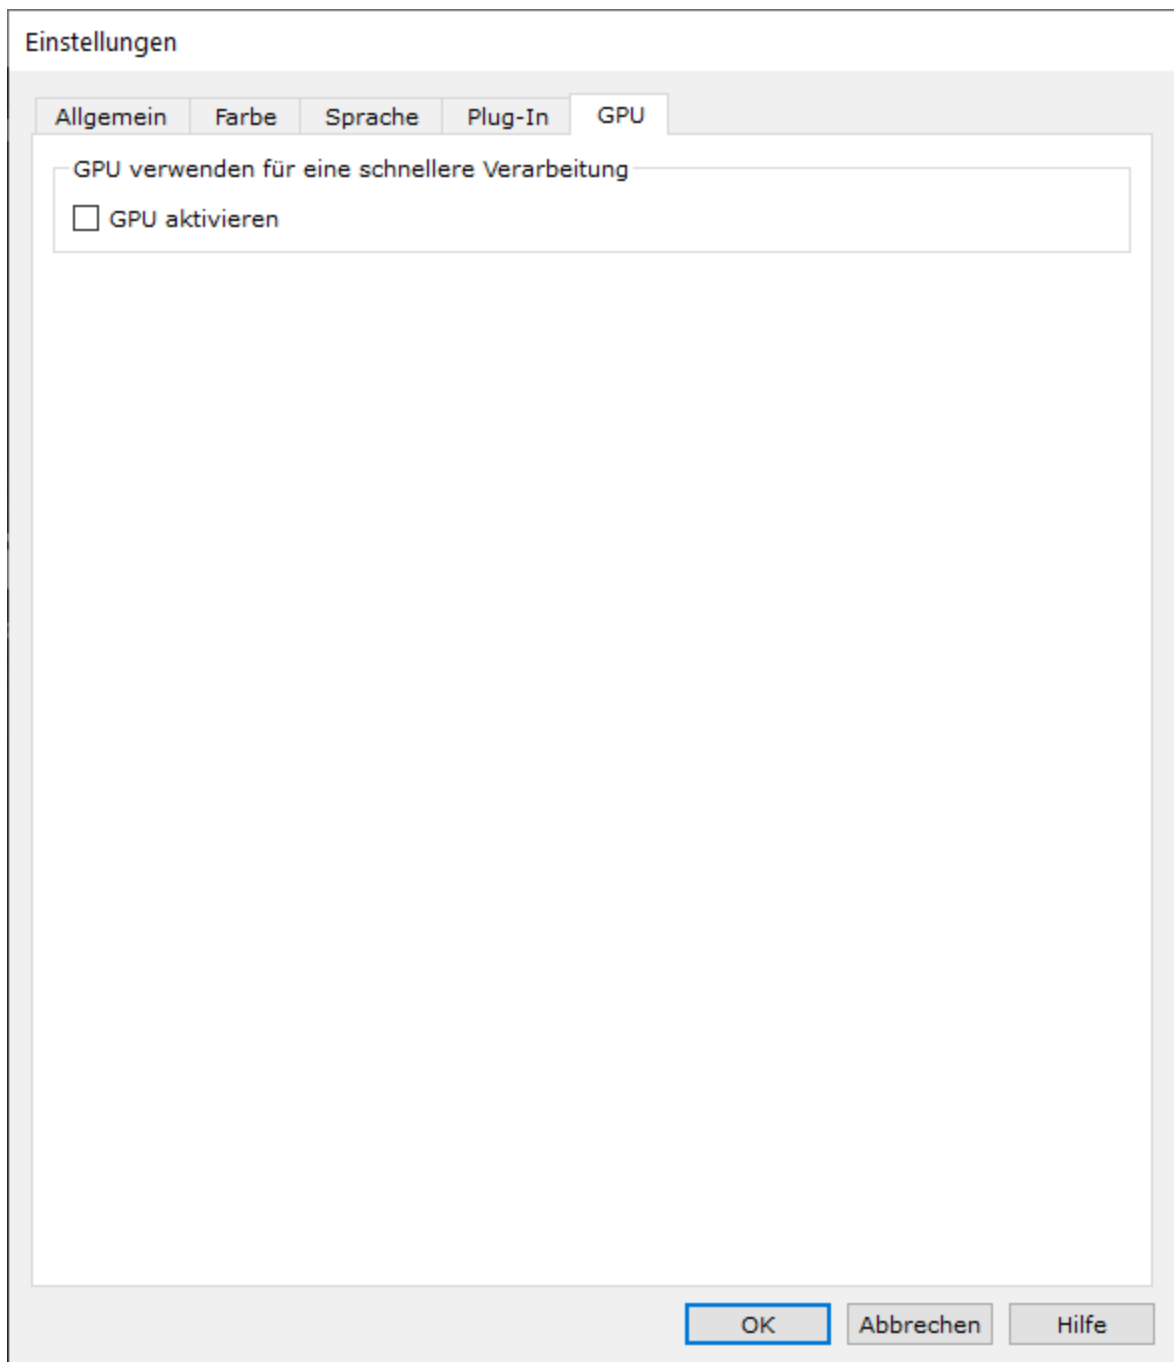 Einstellungen
Allgemein Farbe Sprache Plug-In GPU
GPU verwenden für eine schnellere Verarbeitung
GPU aktivieren
OK Abbrechen Hilfe